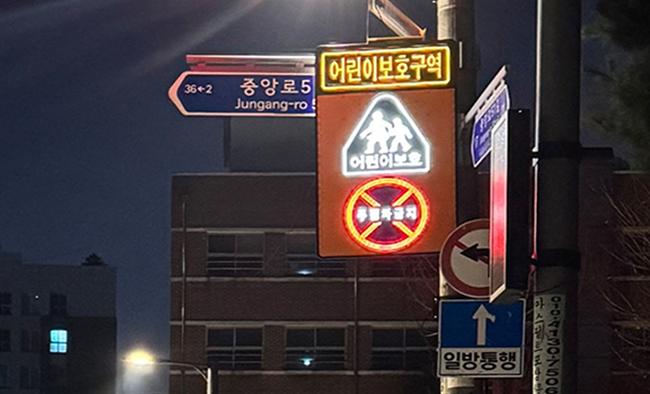 어린이보호구역
36←2 중앙로5
Jungang-ro 5
어린이보호
주정차금지
일방통행